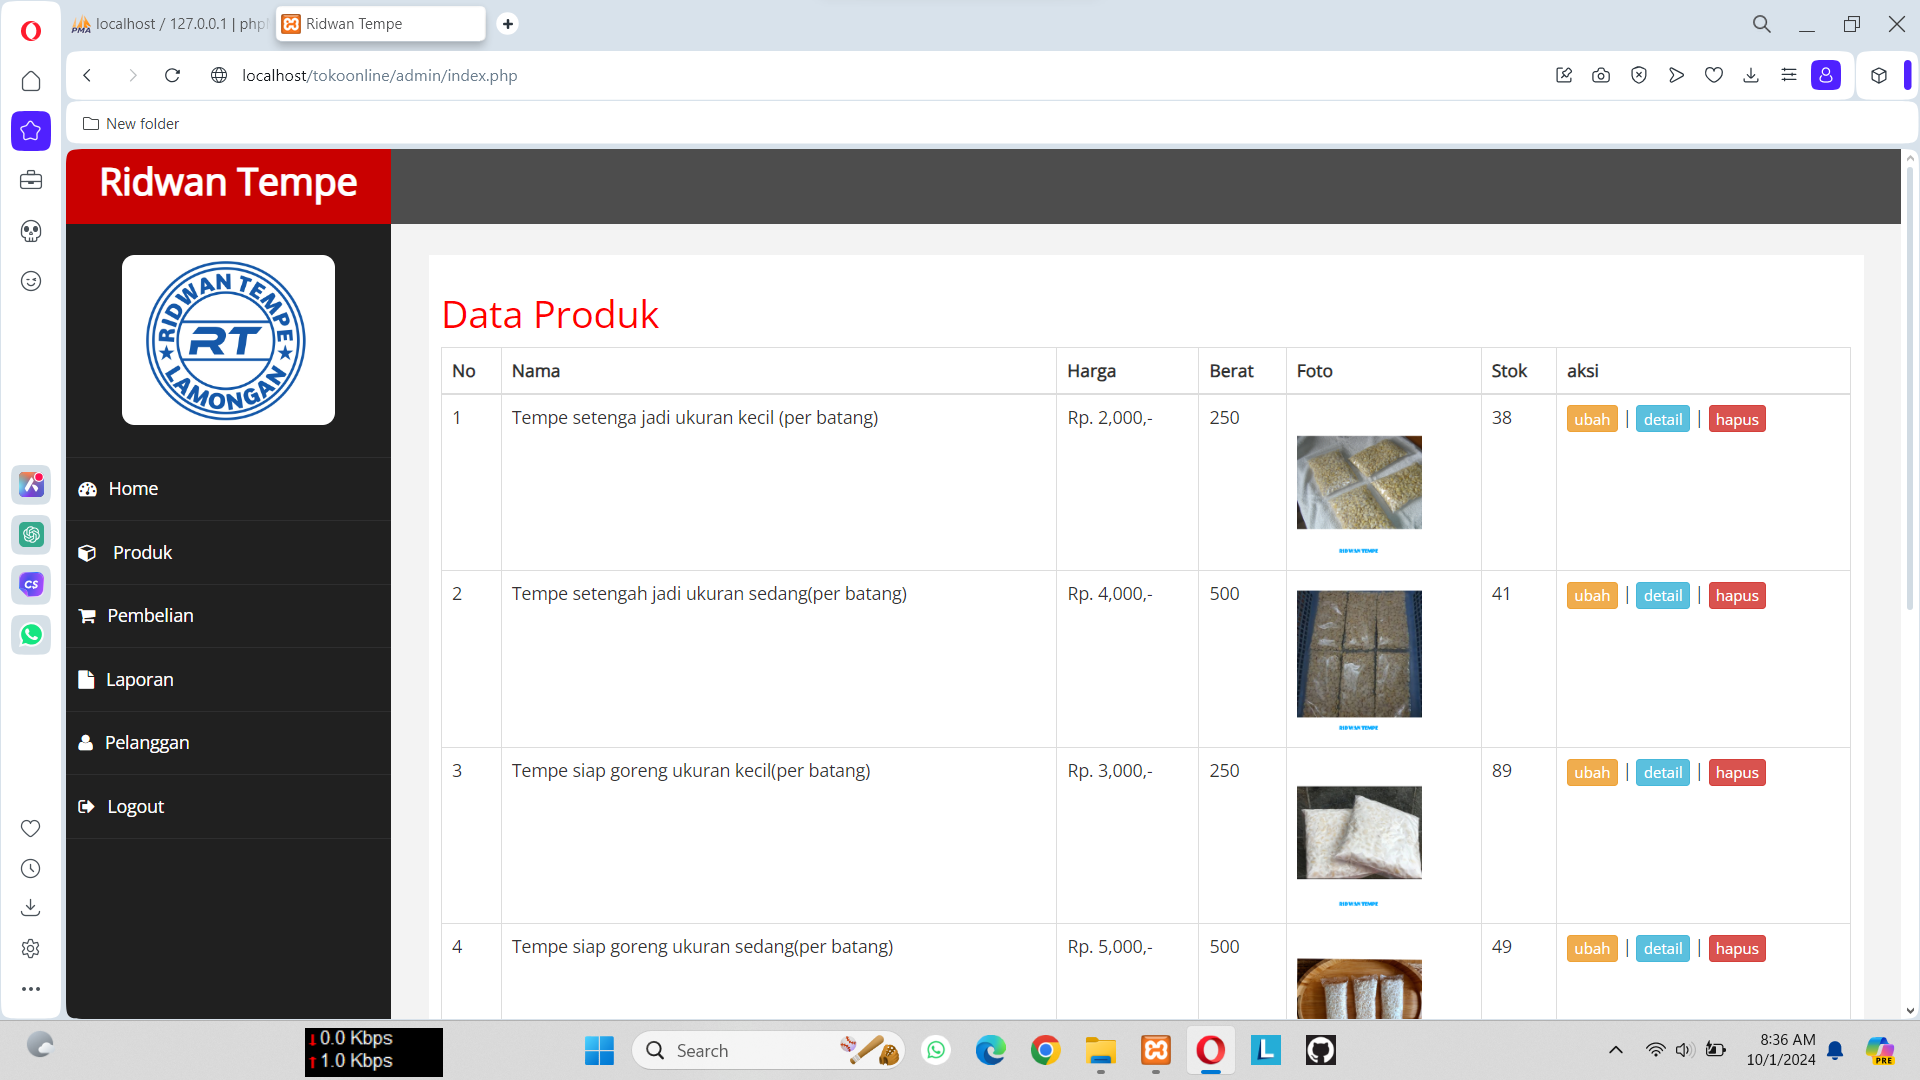 localhost / 127.0.0.1 | php
Ridwan Tempe
localhost/tokoonline/admin/index.php
New folder
Ridwan Tempe
RIDWAN TEMPE
RT
LAMONGAN
Home
Produk
Pembelian
Laporan
Pelanggan
Logout
Data Produk
No Nama Harga Berat Foto Stok aksi
1 Tempe setenga jadi ukuran kecil (per batang) Rp. 2,000,- 250 38 ubah | detail | hapus
RIDWAN TEMPE
2 Tempe setengah jadi ukuran sedang(per batang) Rp. 4,000,- 500 41 ubah | detail | hapus
RIDWAN TEMPE
3 Tempe siap goreng ukuran kecil(per batang) Rp. 3,000,- 250 89 ubah | detail | hapus
RIDWAN TEMPE
4 Tempe siap goreng ukuran sedang(per batang) Rp. 5,000,- 500 49 ubah | detail | hapus
PMA
CS
0.0 Kbps
1.0 Kbps
Search
L
8:36 AM
10/1/2024
PRE